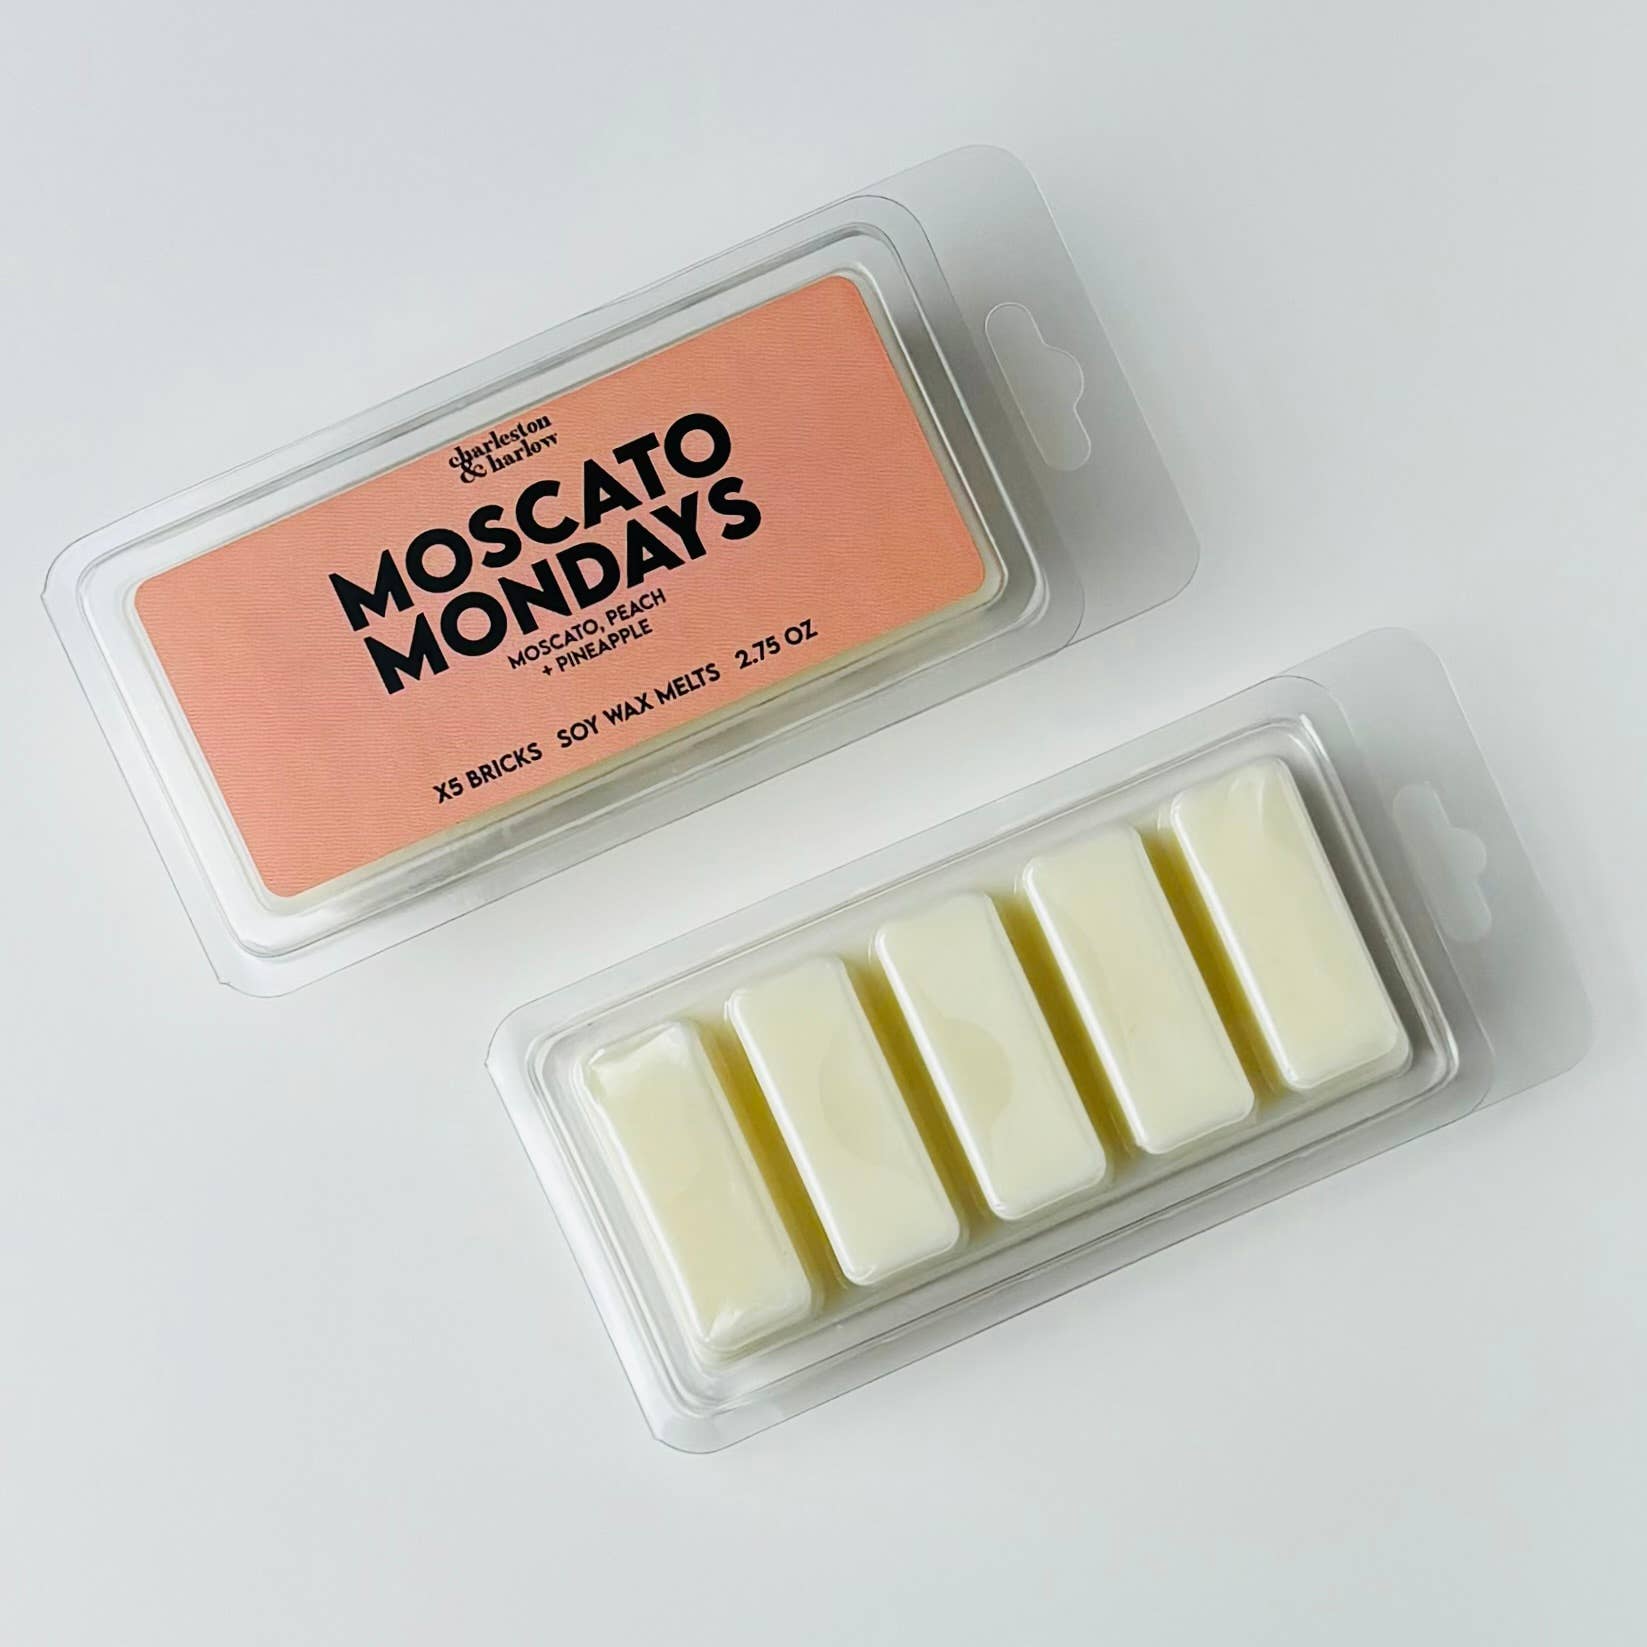 charleston
& harlow
MOSCATO
MONDAYS
MOSCATO, PEACH
+ PINEAPPLE
X5 BRICKS SOY WAX MELTS 2.75 OZ